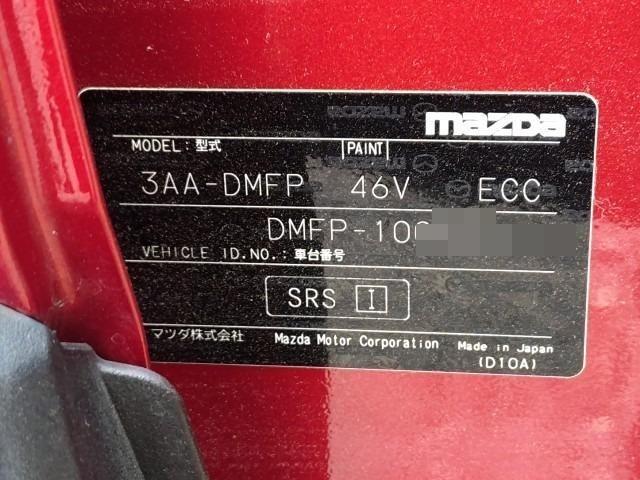 mazda
MODEL: 型式 PAINT
3AA-DMFP 46V ECC
DMFP-100
VEHICLE ID.NO.: 車台番号
SRS I
マツダ株式会社 Mazda Motor Corporation Made in Japan
(D10A)